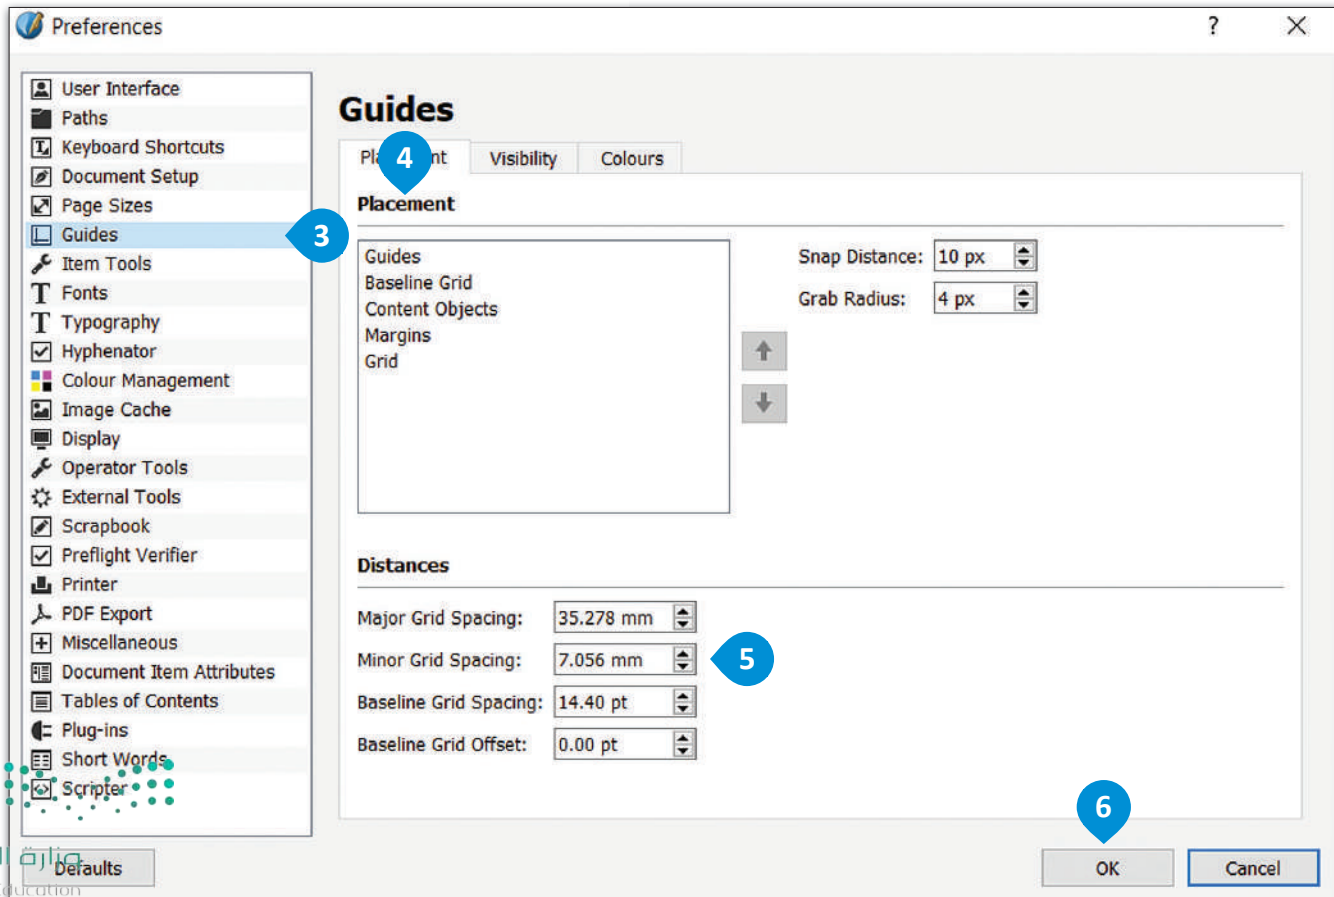 Preferences
?
User Interface
Paths
Keyboard Shortcuts
Document Setup
Page Sizes
Guides
3
Item Tools
Fonts
Typography
Hyphenator
Colour Management
Image Cache
Display
Operator Tools
External Tools
Scrapbook
Preflight Verifier
Printer
PDF Export
Miscellaneous
Document Item Attributes
Tables of Contents
Plug-ins
Short Words
Scripter
Defaults
Guides
4
Visibility
Colours
Placement
Guides
Baseline Grid
Content Objects
Margins
Grid
Snap Distance: 10 px
Grab Radius: 4 px
Distances
Major Grid Spacing: 35.278 mm
Minor Grid Spacing: 7.056 mm
5
Baseline Grid Spacing: 14.40 pt
Baseline Grid Offset: 0.00 pt
6
OK
Cancel
وزارة